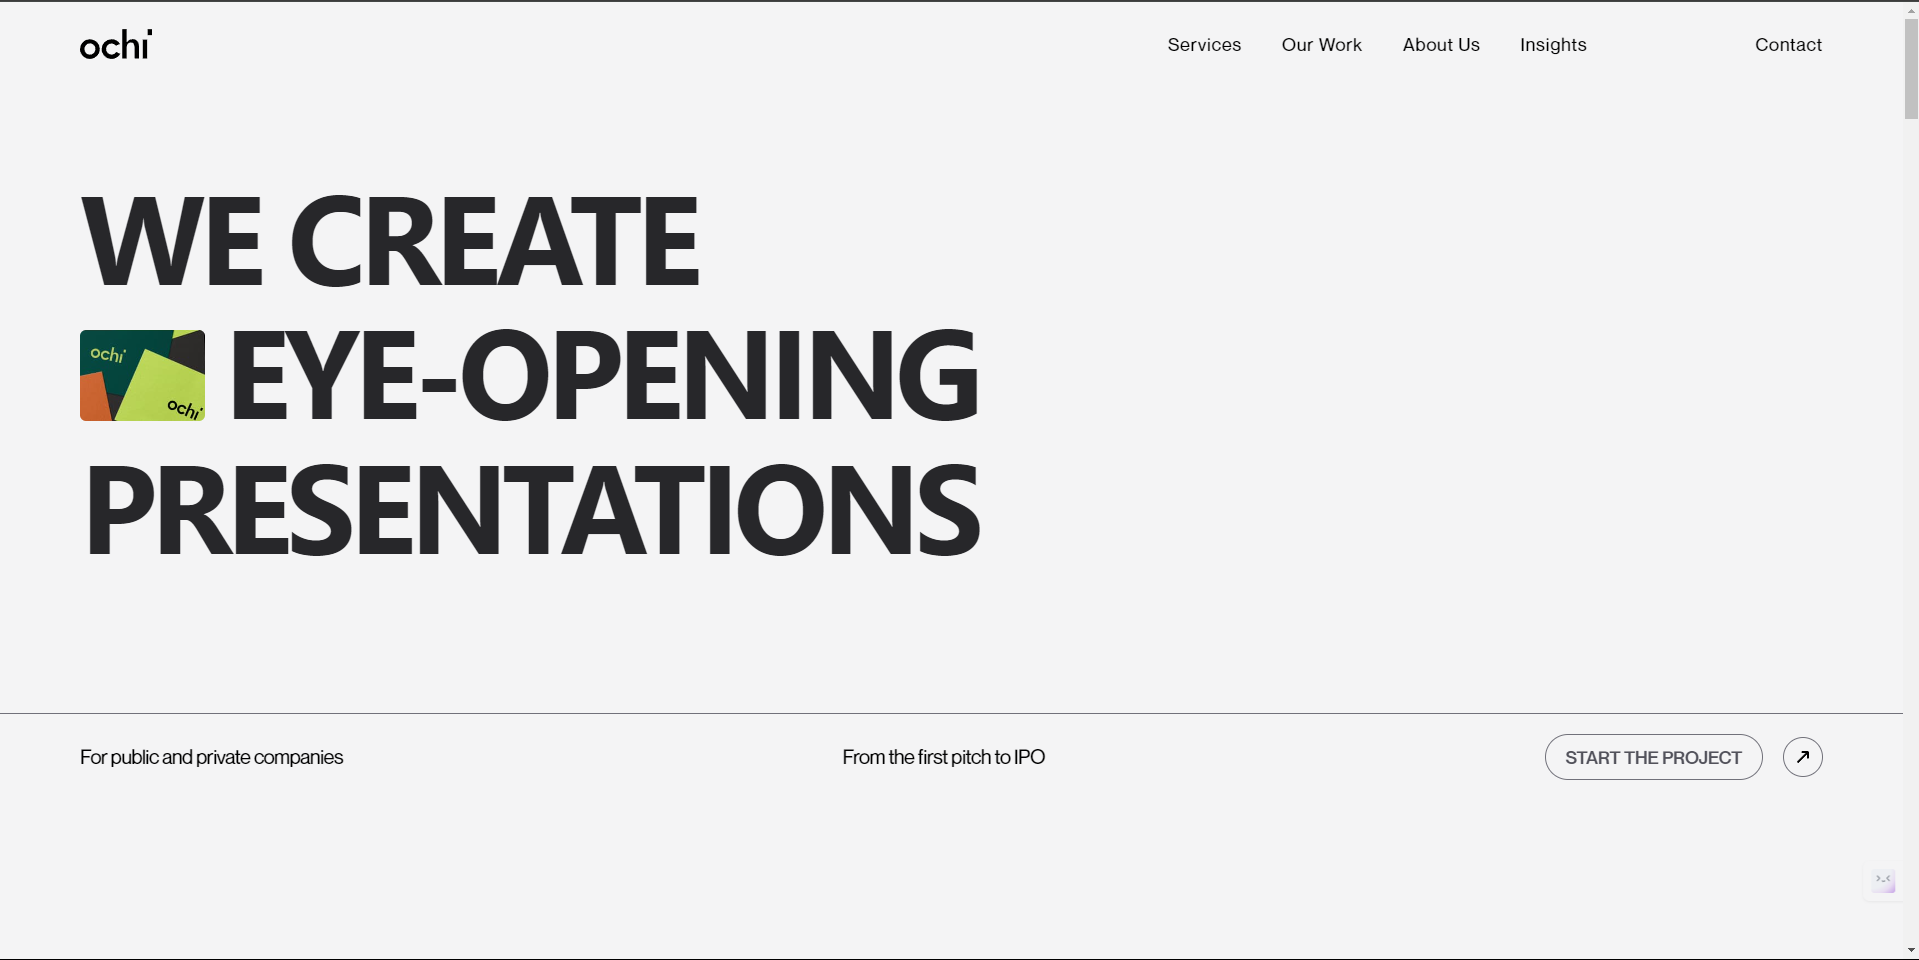 ochi
Services Our Work About Us Insights Contact
WE CREATE
ochi
ochi
EYE-OPENING
PRESENTATIONS
For public and private companies From the first pitch to IPO START THE PROJECT